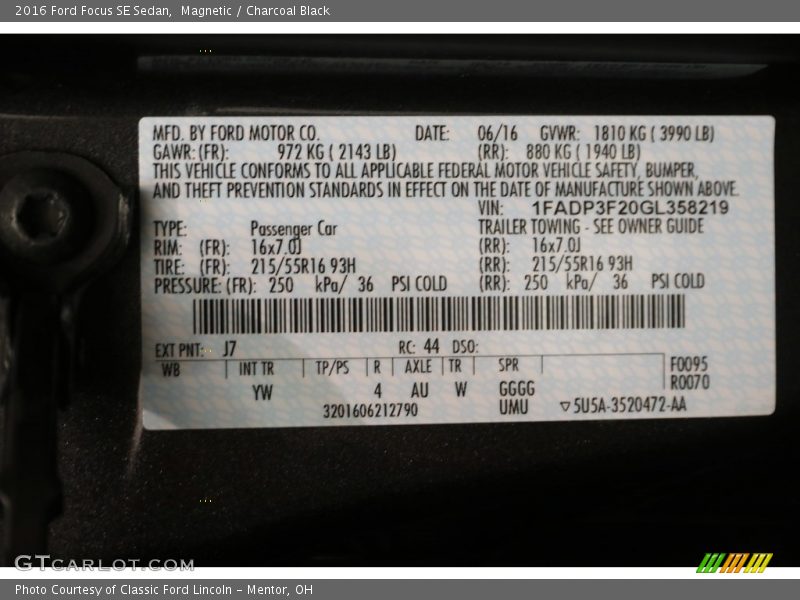 2016 Ford Focus SE Sedan, Magnetic / Charcoal Black
MFD. BY FORD MOTOR CO. DATE: 06/16 GVWR: 1810 KG ( 3990 LB)
GAWR: (FR): 972 KG ( 2143 LB) (RR): 880 KG ( 1940 LB)
THIS VEHICLE CONFORMS TO ALL APPLICABLE FEDERAL MOTOR VEHICLE SAFETY, BUMPER,
AND THEFT PREVENTION STANDARDS IN EFFECT ON THE DATE OF MANUFACTURE SHOWN ABOVE.
VIN: 1FADP3F20GL358219
TYPE: Passenger Car TRAILER TOWING - SEE OWNER GUIDE
RIM: (FR): 16x7.0J (RR): 16x7.0J
TIRE: (FR): 215/55R16 93H (RR): 215/55R16 93H
PRESSURE: (FR): 250 kPa/ 36 PSI COLD (RR): 250 kPa/ 36 PSI COLD
EXT PNT: J7 RC: 44 DSO:
WB INT TR TP/PS R AXLE TR SPR F0095
YW 4 AU W GGGG R0070
3201606212790 UMU ▽5U5A-3520472-AA
GTCARLOT.COM
Photo Courtesy of Classic Ford Lincoln - Mentor, OH